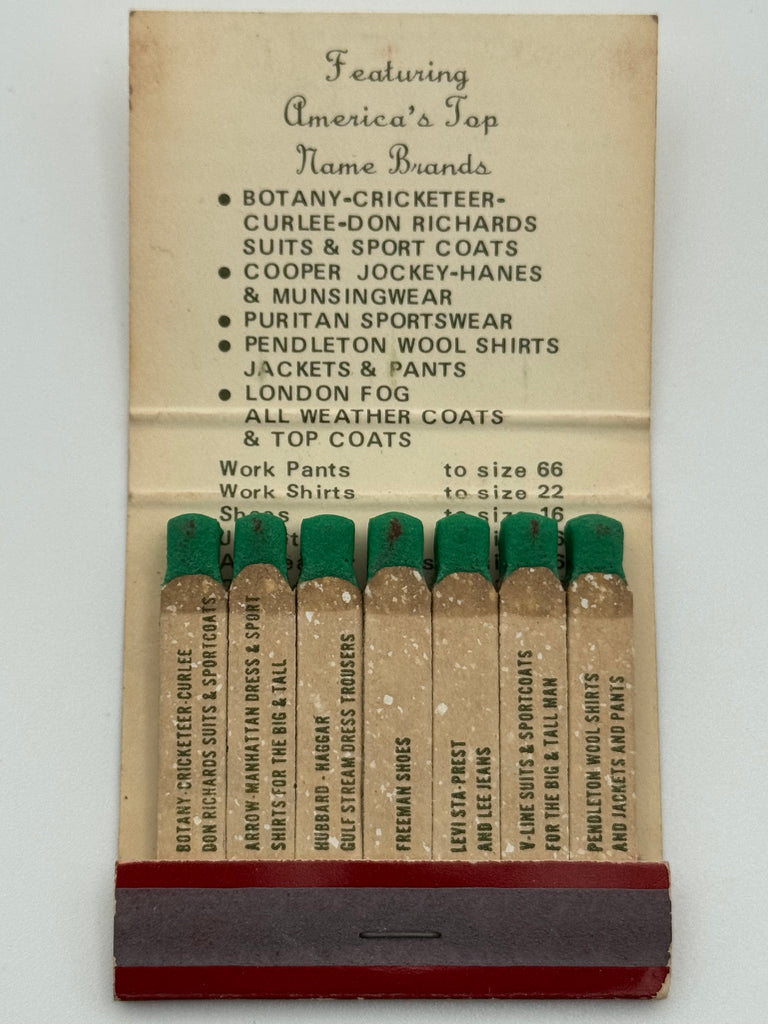 Featuring
America's Top
Name Brands
• BOTANY-CRICKETEER-
CURLEE-DON RICHARDS
SUITS & SPORT COATS
• COOPER JOCKEY-HANES
& MUNSINGWEAR
• PURITAN SPORTSWEAR
• PENDLETON WOOL SHIRTS
JACKETS & PANTS
• LONDON FOG
ALL WEATHER COATS
& TOP COATS
Work Pants to size 66
Work Shirts to size 22
Shoes to size 16
BOTANY-CRICKETEER-CURLEE
DON RICHARDS SUITS & SPORTCOATS
ARROW-MANHATTAN DRESS & SPORT
SHIRTS FOR THE BIG & TALL
HUBBARD - HAGGAR
GULF STREAM DRESS TROUSERS
FREEMAN SHOES
LEVI STA-PREST
AND LEE JEANS
V-LINE SUITS & SPORTCOATS
FOR THE BIG & TALL MAN
PENDLETON WOOL SHIRTS
AND JACKETS AND PANTS